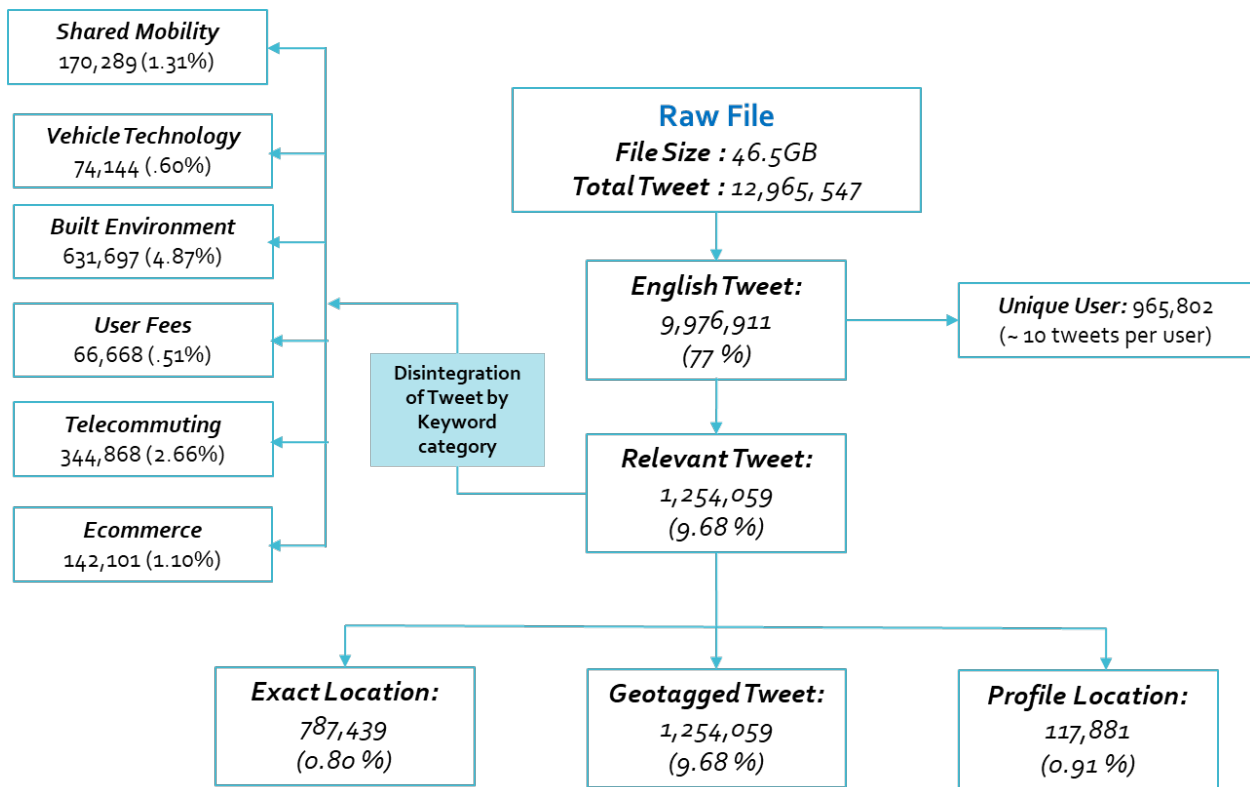 Shared Mobility
170,289 (1.31%)
Vehicle Technology
74,144 (.60%)
Built Environment
631,697 (4.87%)
User Fees
66,668 (.51%)
Telecommuting
344,868 (2.66%)
Ecommerce
142,101 (1.10%)
Disintegration
of Tweet by
Keyword
category
Raw File
File Size : 46.5GB
Total Tweet : 12,965, 547
English Tweet:
9,976,911
(77 %)
Unique User: 965,802
(~ 10 tweets per user)
Relevant Tweet:
1,254,059
(9.68 %)
Exact Location:
787,439
(0.80 %)
Geotagged Tweet:
1,254,059
(9.68 %)
Profile Location:
117,881
(0.91 %)